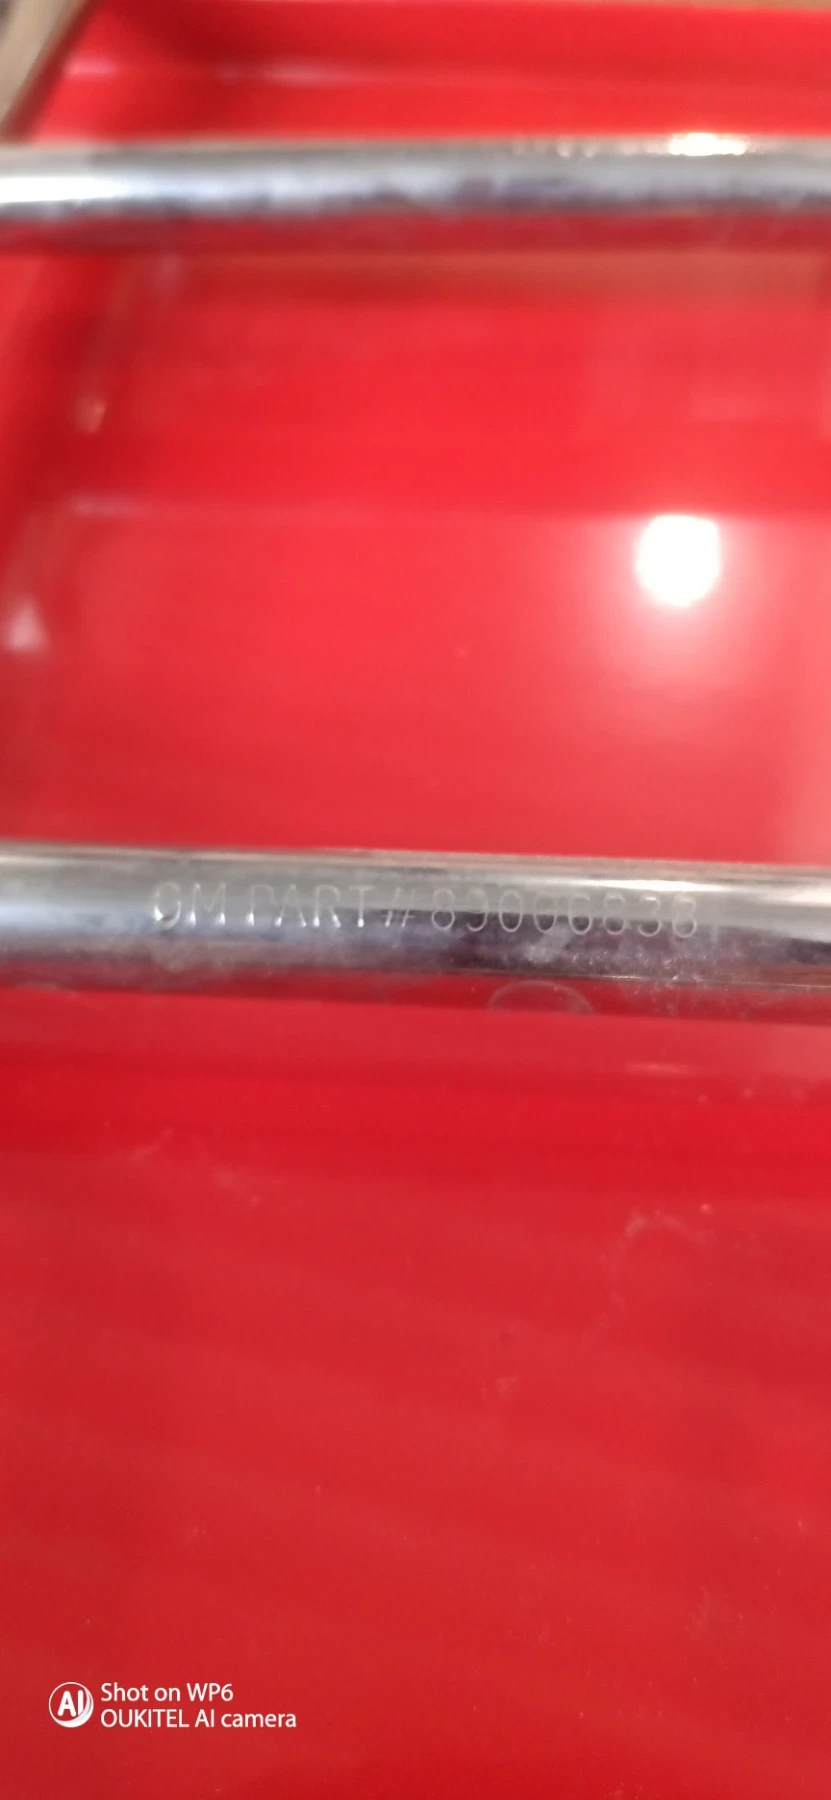 GM PART# 89006838
Shot on WP6
OUKITEL AI camera